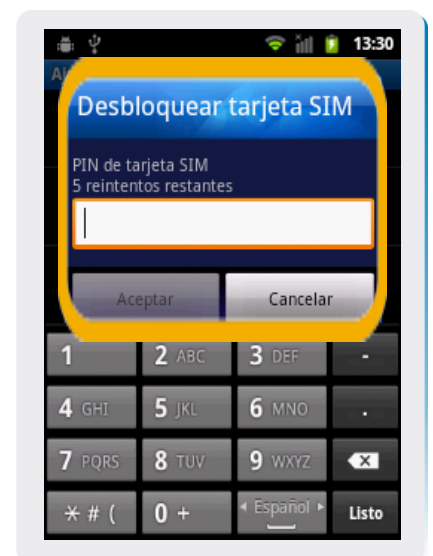 13:30
Desbloquear tarjeta SIM
PIN de tarjeta SIM
5 reintentos restantes
Aceptar
Cancelar
1
2 ABC
3 DEF
-
4 GHI
5 JKL
6 MNO
.
7 PQRS
8 TUV
9 WXYZ
* # (
0 +
Español
Listo